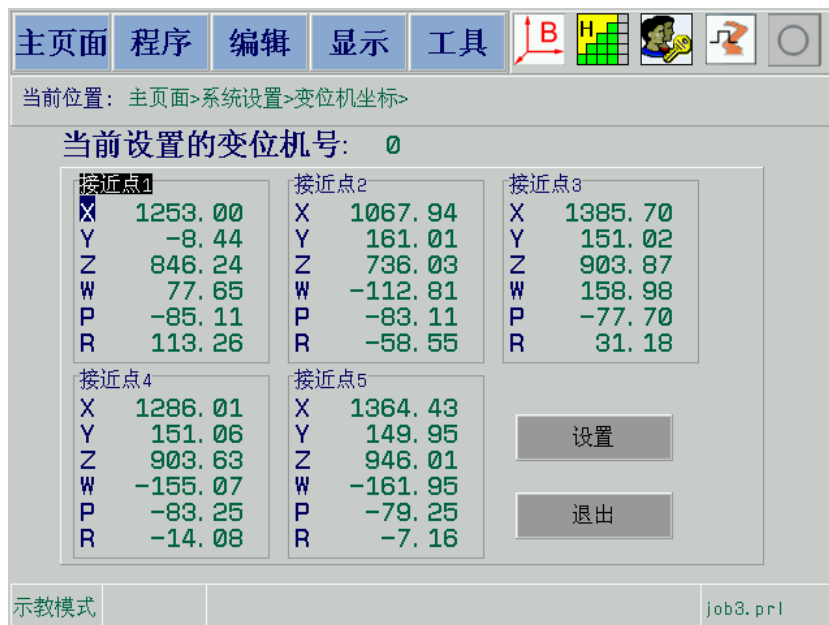 主页面 程序 编辑 显示 工具 B H
当前位置: 主页面>系统设置>变位机坐标>
当前设置的变位机号: 0
接近点1 接近点2 接近点3
X 1253.00 X 1067.94 X 1385.70
Y -8.44 Y 161.01 Y 151.02
Z 846.24 Z 736.03 Z 903.87
W 77.65 W -112.81 W 158.98
P -85.11 P -83.11 P -77.70
R 113.26 R -58.55 R 31.18
接近点4 接近点5
X 1286.01 X 1364.43
Y 151.06 Y 149.95
Z 903.63 Z 946.01
W -155.07 W -161.95
P -83.25 P -79.25
R -14.08 R -7.16
设置
退出
示教模式 job3.prl